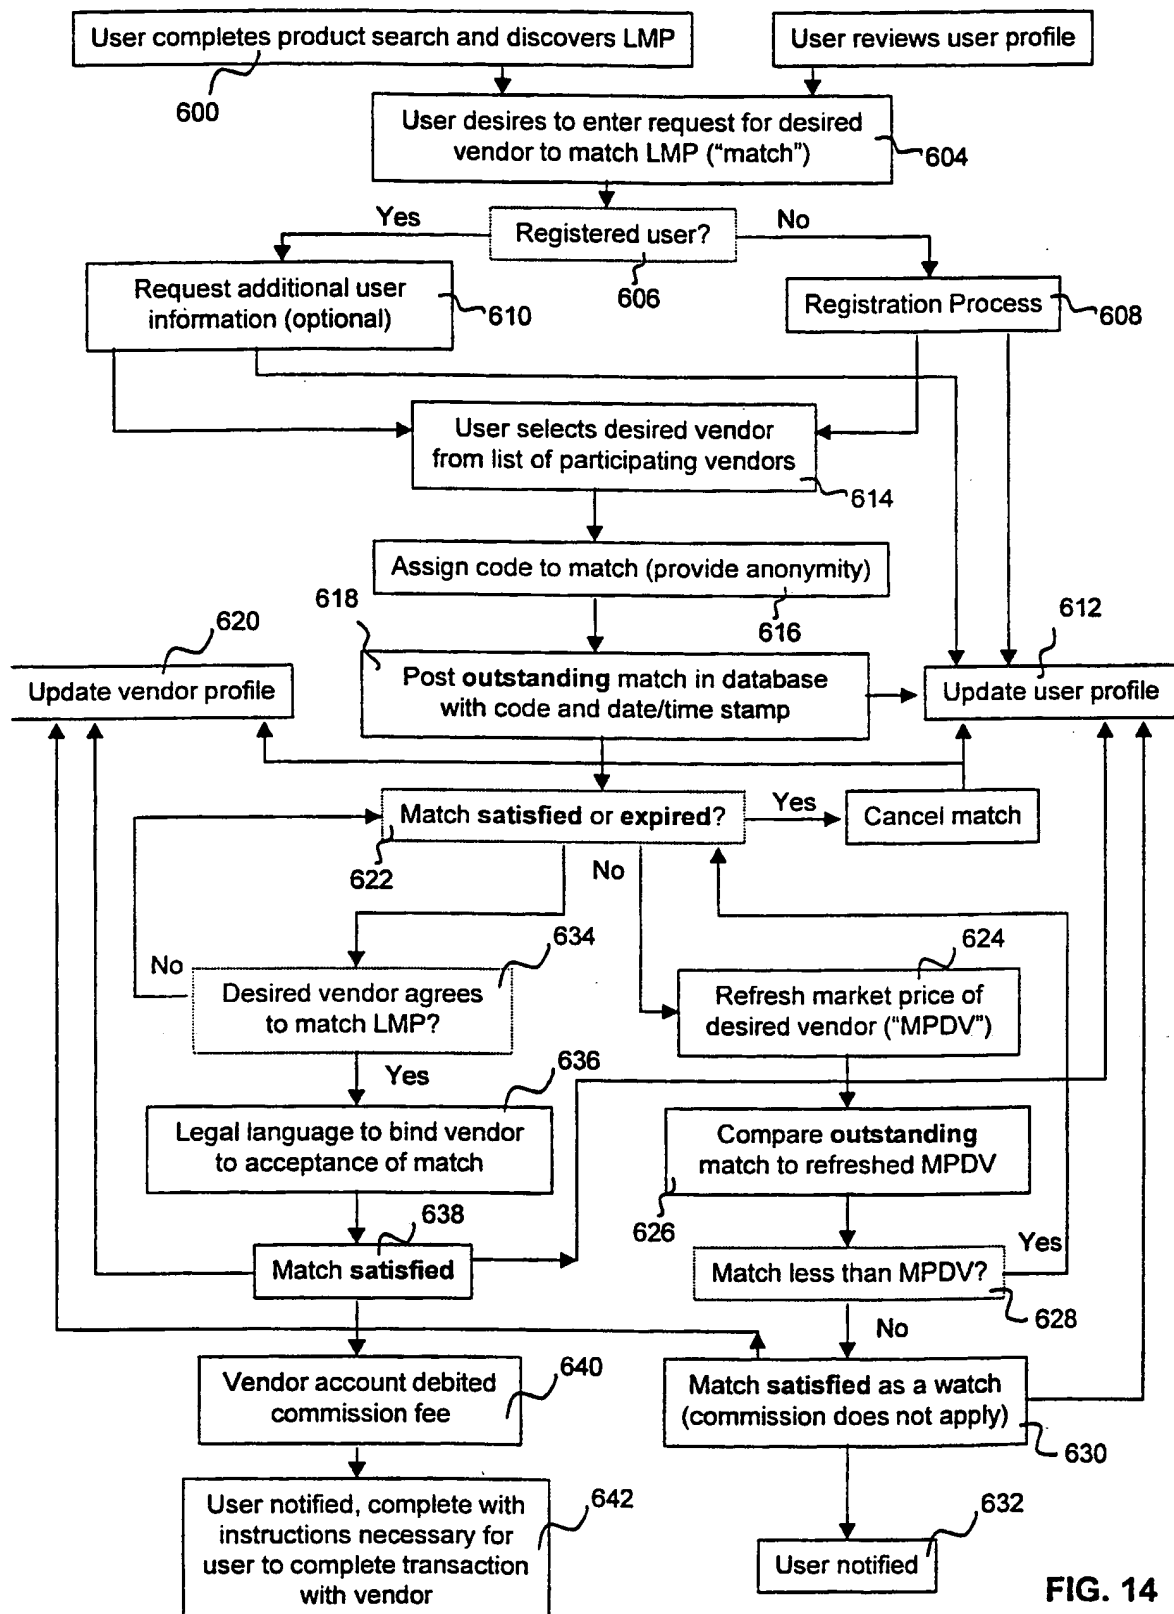 User completes product search and discovers LMP
User reviews user profile
600
User desires to enter request for desired
vendor to match LMP (“match”)
604
Yes
Registered user?
No
606
Request additional user
information (optional)
610
Registration Process
608
User selects desired vendor
from list of participating vendors
614
Assign code to match (provide anonymity)
616
618
620
612
Update vendor profile
Post outstanding match in database
with code and date/time stamp
Update user profile
Match satisfied or expired?
Yes
Cancel match
622
No
634
624
No
Desired vendor agrees
to match LMP?
Refresh market price of
desired vendor (“MPDV”)
Yes
636
Legal language to bind vendor
to acceptance of match
Compare outstanding
match to refreshed MPDV
626
638
Match satisfied
Yes
Match less than MPDV?
628
No
Vendor account debited
commission fee
640
Match satisfied as a watch
(commission does not apply)
630
User notified, complete with
instructions necessary for
user to complete transaction
with vendor
642
632
User notified
FIG. 14